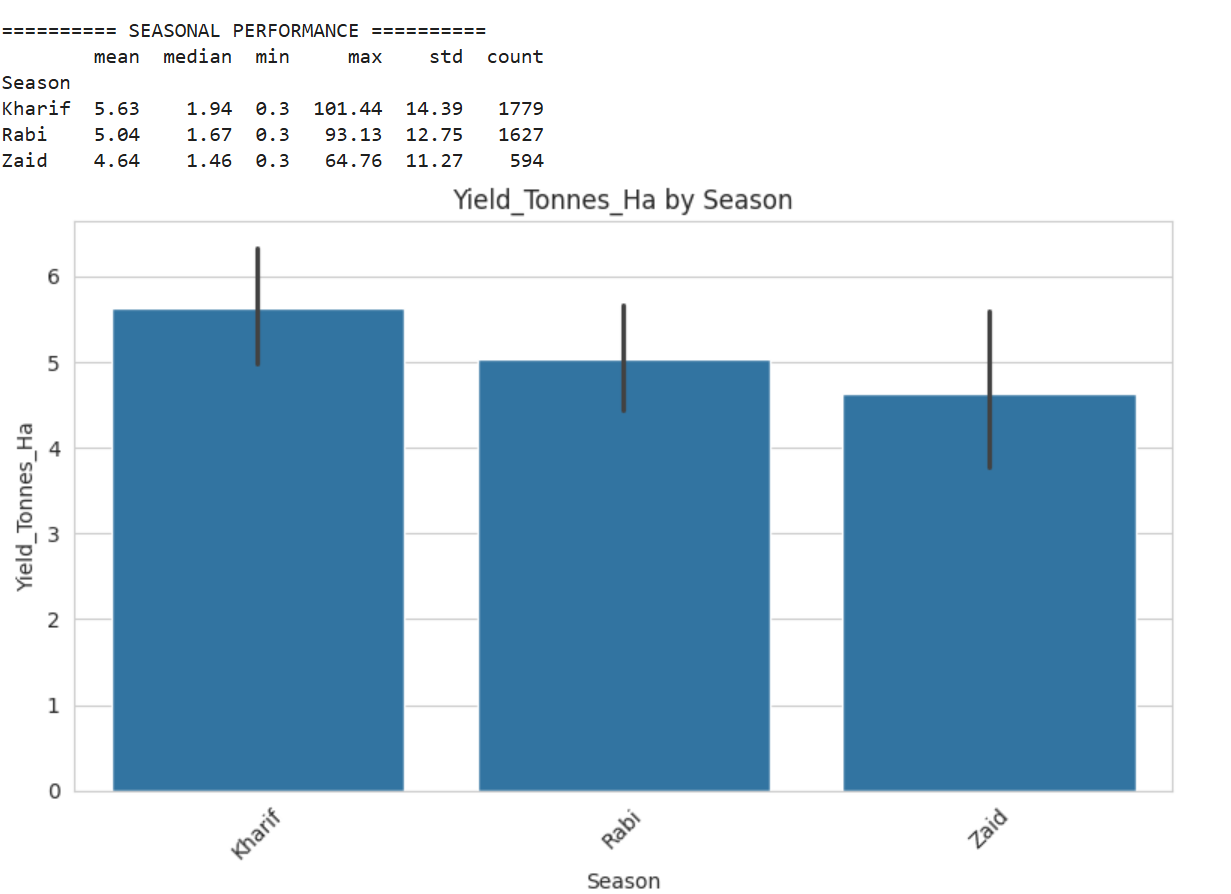 ========== SEASONAL PERFORMANCE ==========
mean median min max std count
Season
Kharif 5.63 1.94 0.3 101.44 14.39 1779
Rabi 5.04 1.67 0.3 93.13 12.75 1627
Zaid 4.64 1.46 0.3 64.76 11.27 594
Yield_Tonnes_Ha by Season
Yield_Tonnes_Ha
6
5
4
3
2
1
0
Kharif
Rabi
Zaid
Season